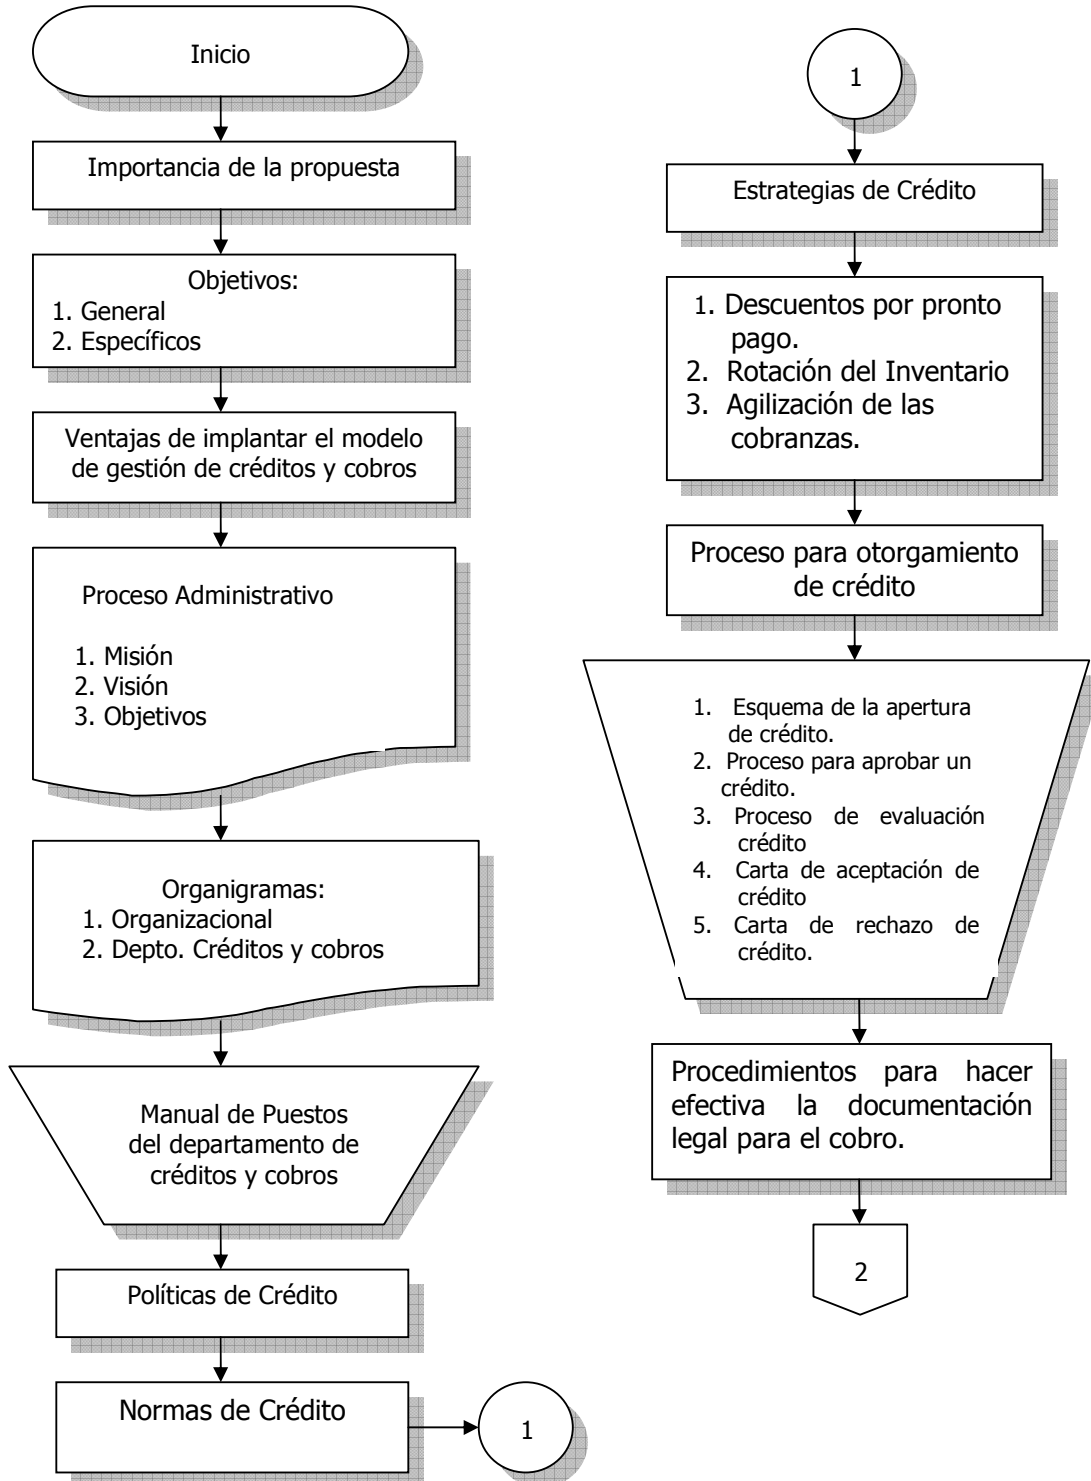 Inicio
Importancia de la propuesta
Objetivos:
1. General
2. Específicos
Ventajas de implantar el modelo
de gestión de créditos y cobros
Proceso Administrativo
1. Misión
2. Visión
3. Objetivos
Organigramas:
1. Organizacional
2. Depto. Créditos y cobros
Manual de Puestos
del departamento de
créditos y cobros
Políticas de Crédito
Normas de Crédito
1
1
Estrategias de Crédito
1. Descuentos por pronto
pago.
2. Rotación del Inventario
3. Agilización de las
cobranzas.
Proceso para otorgamiento
de crédito
1. Esquema de la apertura
de crédito.
2. Proceso para aprobar un
crédito.
3. Proceso de evaluación
crédito
4. Carta de aceptación de
crédito
5. Carta de rechazo de
crédito.
Procedimientos para hacer
efectiva la documentación
legal para el cobro.
2